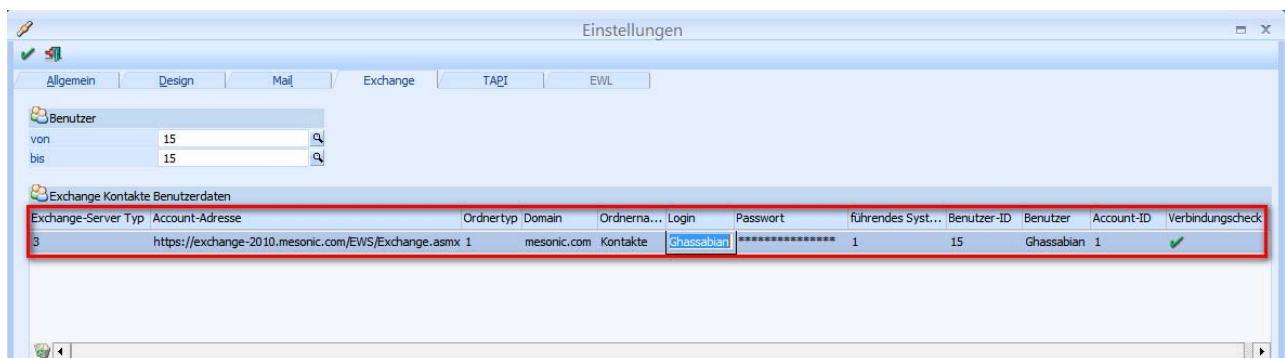 Einstellungen
Allgemein Design Mail Exchange TAPI EWL
Benutzer
von 15
bis 15
Exchange Kontakte Benutzerdaten
Exchange-Server Typ Account-Adresse Ordnertyp Domain Ordnerna... Login Passwort führendes Syst... Benutzer-ID Benutzer Account-ID Verbindungscheck
3 https://exchange-2010.mesonic.com/EWS/Exchange.asmx 1 mesonic.com Kontakte Ghassabian *************** 1 15 Ghassabian 1